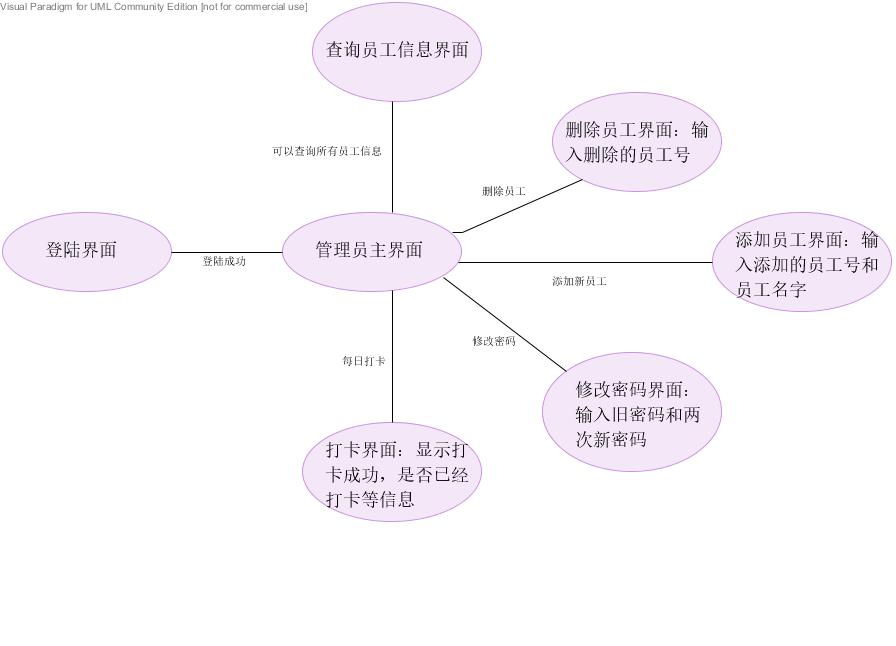 Visual Paradigm for UML Community Edition [not for commercial use]
查询员工信息界面
可以查询所有员工信息
删除员工界面：输
入删除的员工号
删除员工
登陆界面
登陆成功
管理员主界面
添加新员工
添加员工界面：输
入添加的员工号和
员工名字
修改密码
修改密码界面：
输入旧密码和两
次新密码
每日打卡
打卡界面：显示打
卡成功，是否已经
打卡等信息